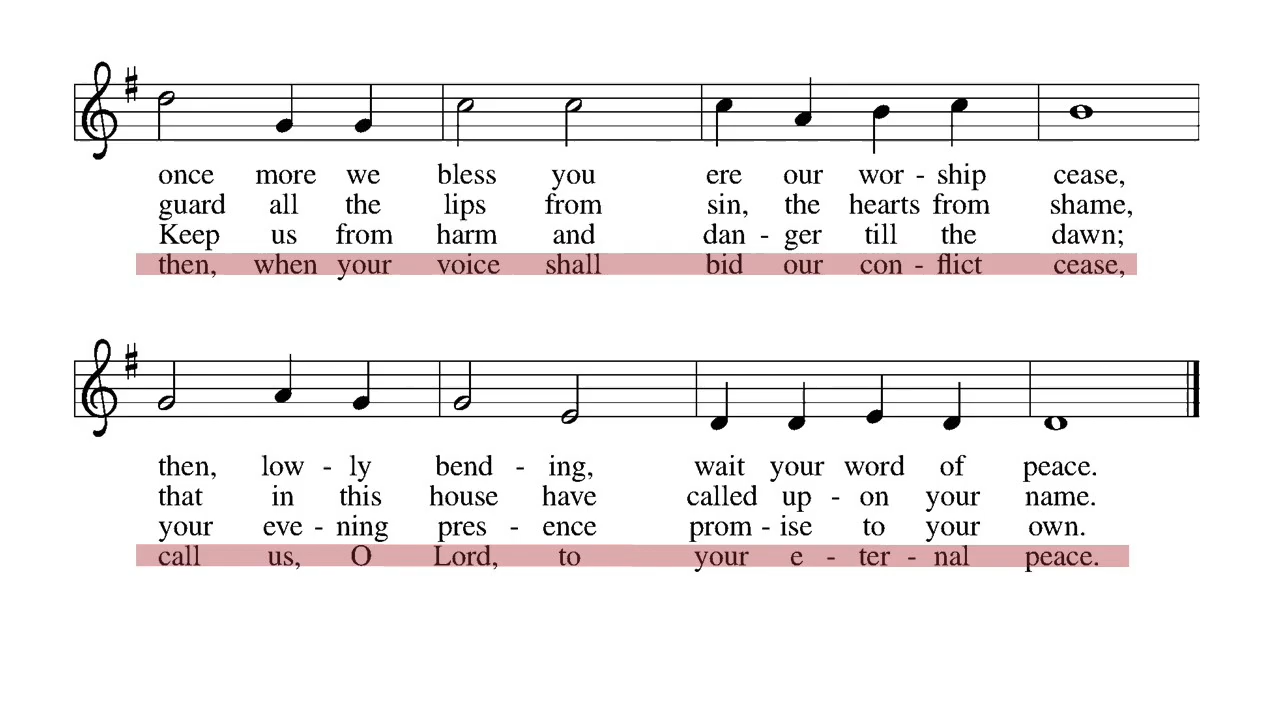 once more we bless you ere our wor - ship cease,
guard all the lips from sin, the hearts from shame,
Keep us from harm and dan - ger till the dawn;
then, when your voice shall bid our con - flict cease,
then, low - ly bend - ing, wait your word of peace.
that in this house have called up - on your name.
your eve - ning pres - ence prom - ise to your own.
call us, O Lord, to your e - ter - nal peace.